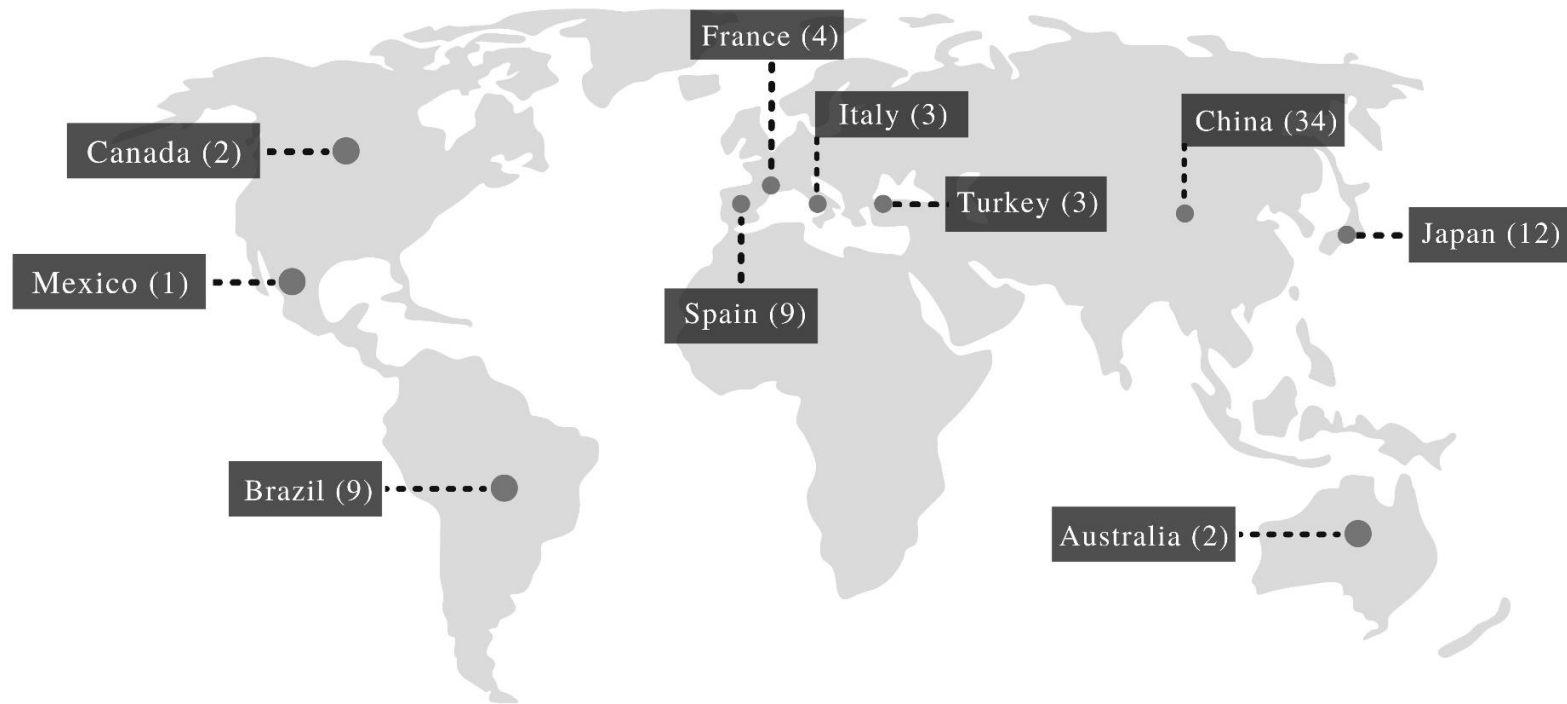 France (4)
Italy (3)
China (34)
Canada (2)
Turkey (3)
Japan (12)
Mexico (1)
Spain (9)
Brazil (9)
Australia (2)